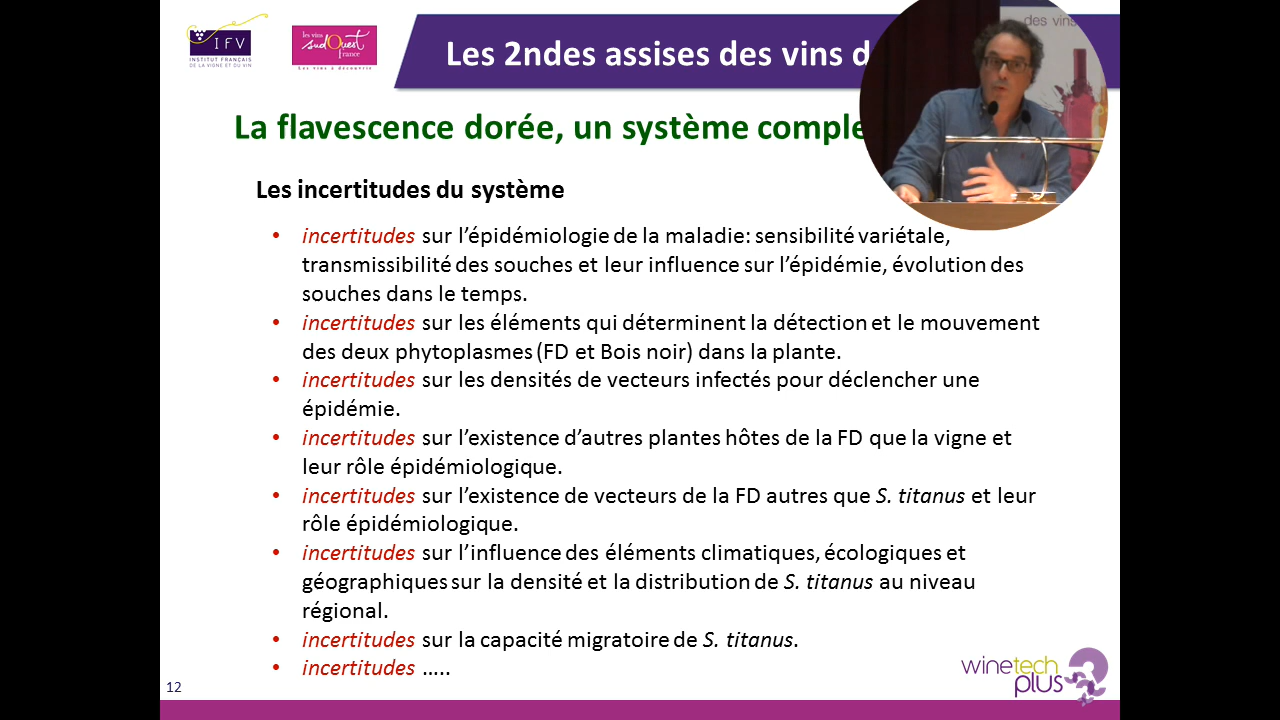 IFV
INSTITUT FRANÇAIS
DE LA VIGNE ET DU VIN
les vins
sudOuest
france
Les vins à découvrir
Les 2ndes assises des vins d
des vins
La flavescence dorée, un système comple
Les incertitudes du système
• incertitudes sur l’épidémiologie de la maladie: sensibilité variétale,
transmissibilité des souches et leur influence sur l’épidémie, évolution des
souches dans le temps.
• incertitudes sur les éléments qui déterminent la détection et le mouvement
des deux phytoplasmes (FD et Bois noir) dans la plante.
• incertitudes sur les densités de vecteurs infectés pour déclencher une
épidémie.
• incertitudes sur l’existence d’autres plantes hôtes de la FD que la vigne et
leur rôle épidémiologique.
• incertitudes sur l’existence de vecteurs de la FD autres que S. titanus et leur
rôle épidémiologique.
• incertitudes sur l’influence des éléments climatiques, écologiques et
géographiques sur la densité et la distribution de S. titanus au niveau
régional.
• incertitudes sur la capacité migratoire de S. titanus.
• incertitudes .....
12
winetech
plus